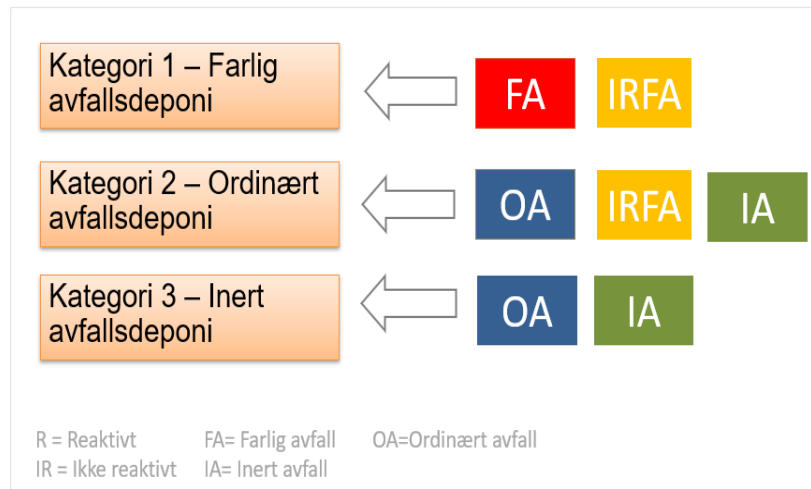 Kategori 1 – Farlig
avfallsdeponi
FA IRFA
Kategori 2 – Ordinært
avfallsdeponi
OA IRFA IA
Kategori 3 – Inert
avfallsdeponi
OA IA
R = Reaktivt FA= Farlig avfall OA=Ordinært avfall
IR = Ikke reaktivt IA= Inert avfall